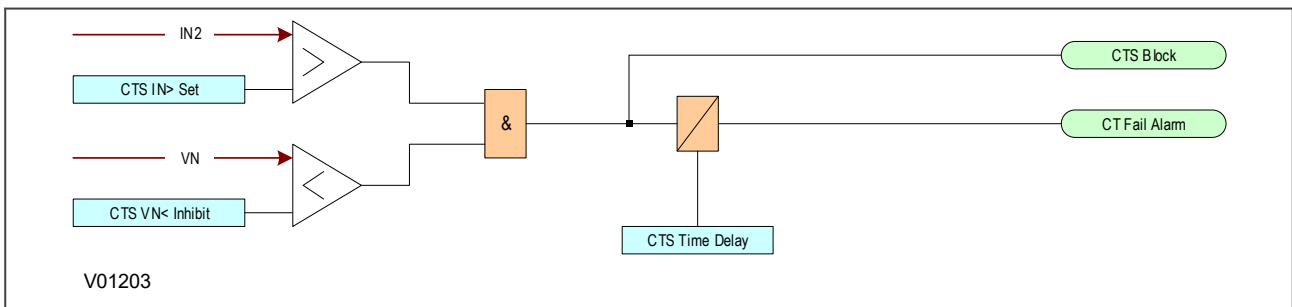 IN2
CTS IN> Set
CTS Block
&
CT Fail Alarm
VN
CTS VN< Inhibit
CTS Time Delay
V01203